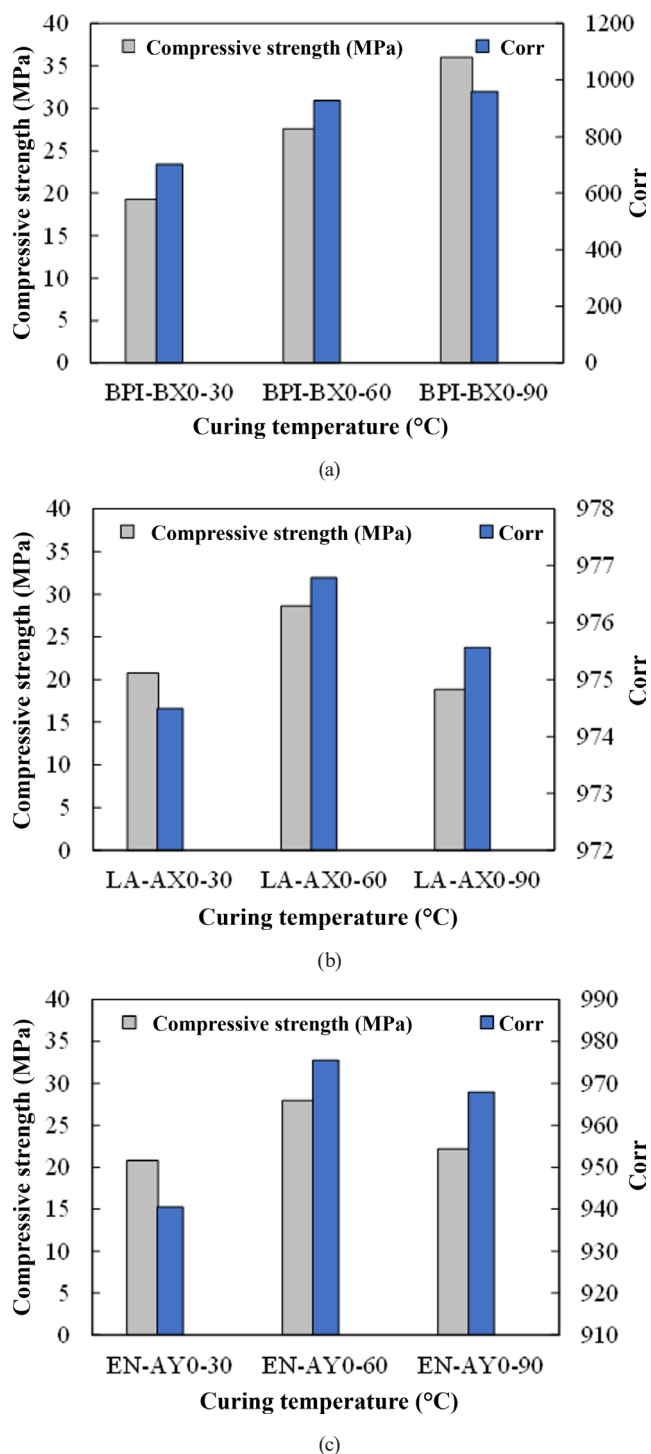 40
35
30
25
20
15
10
5
0
Compressive strength (MPa)
Compressive strength (MPa)
Corr
1200
1000
800
600
400
200
0
Corr
BPI-BX0-30
BPI-BX0-60
BPI-BX0-90
Curing temperature (°C)
(a)
40
35
30
25
20
15
10
5
0
Compressive strength (MPa)
Compressive strength (MPa)
Corr
978
977
976
975
974
973
972
Corr
LA-AX0-30
LA-AX0-60
LA-AX0-90
Curing temperature (°C)
(b)
40
35
30
25
20
15
10
5
0
Compressive strength (MPa)
Compressive strength (MPa)
Corr
990
980
970
960
950
940
930
920
910
Corr
EN-AY0-30
EN-AY0-60
EN-AY0-90
Curing temperature (°C)
(c)